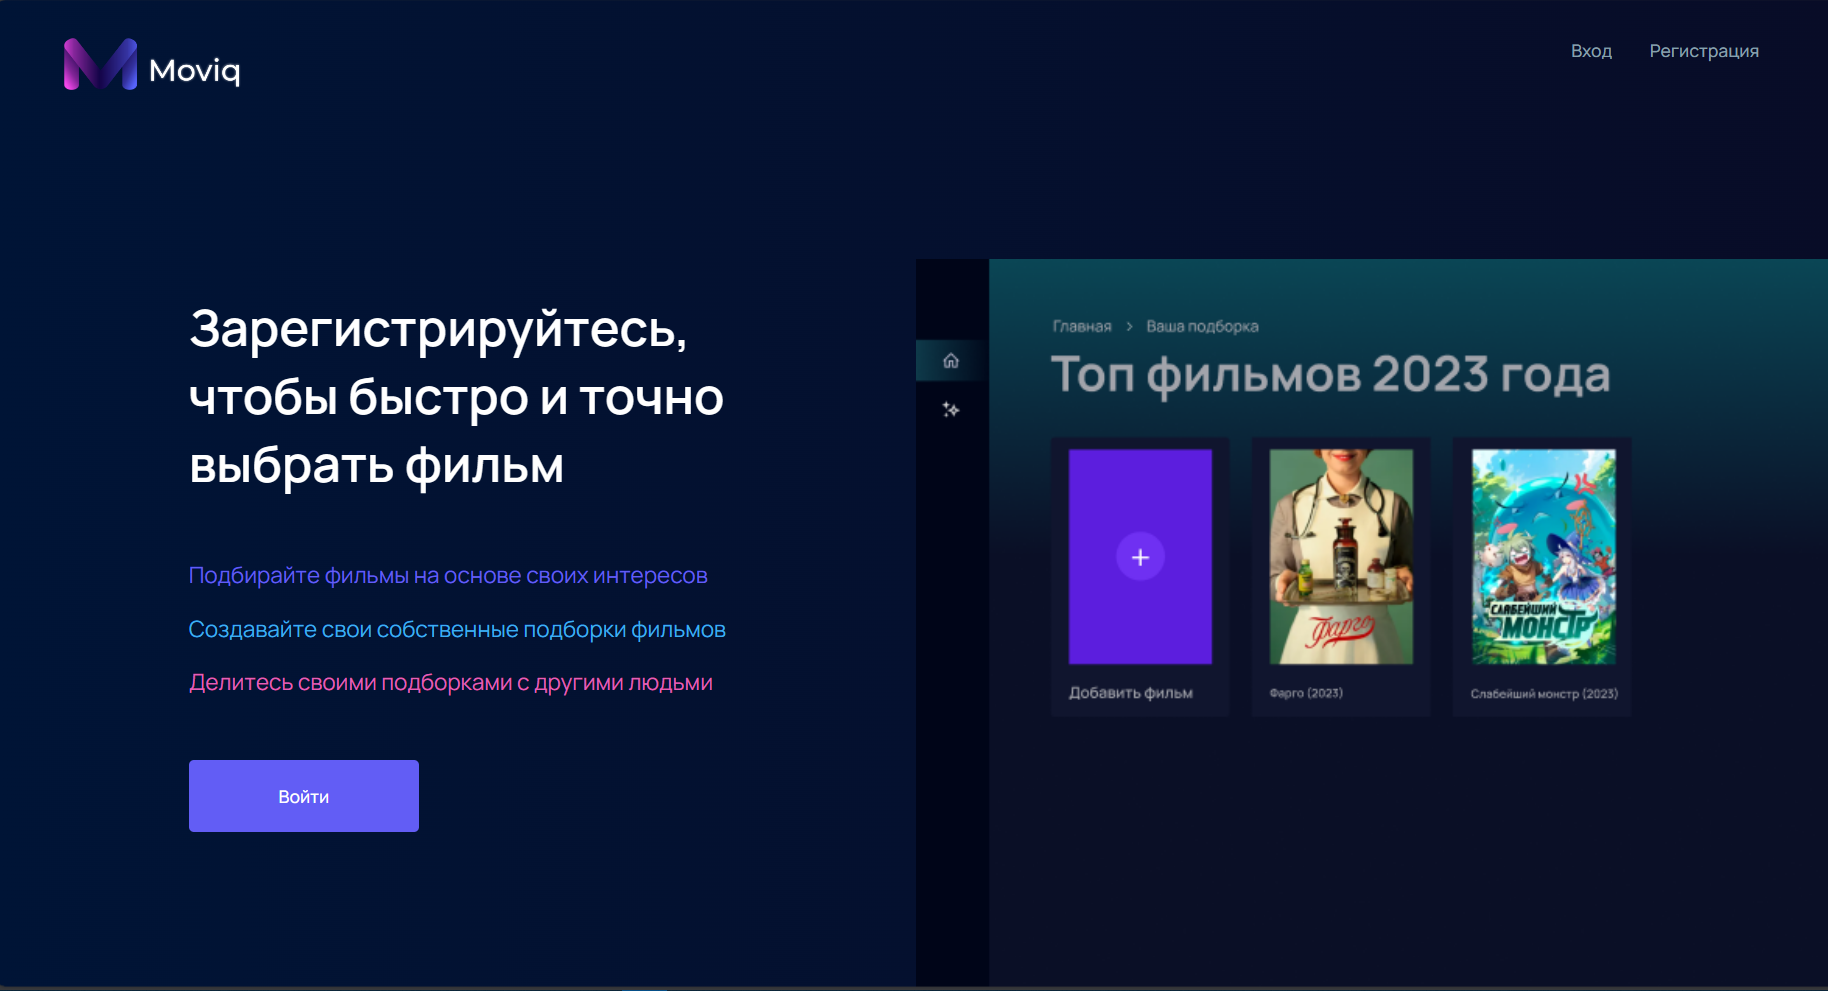 Moviq
Вход
Регистрация
Зарегистрируйтесь,
чтобы быстро и точно
выбрать фильм
Подбирайте фильмы на основе своих интересов
Создавайте свои собственные подборки фильмов
Делитесь своими подборками с другими людьми
Войти
Главная > Ваша подборка
Топ фильмов 2023 года
Фарго
СЛАБЕЙШИЙ
МОНСТР
Добавить фильм
Фарго (2023)
Слабейший монстр (2023)